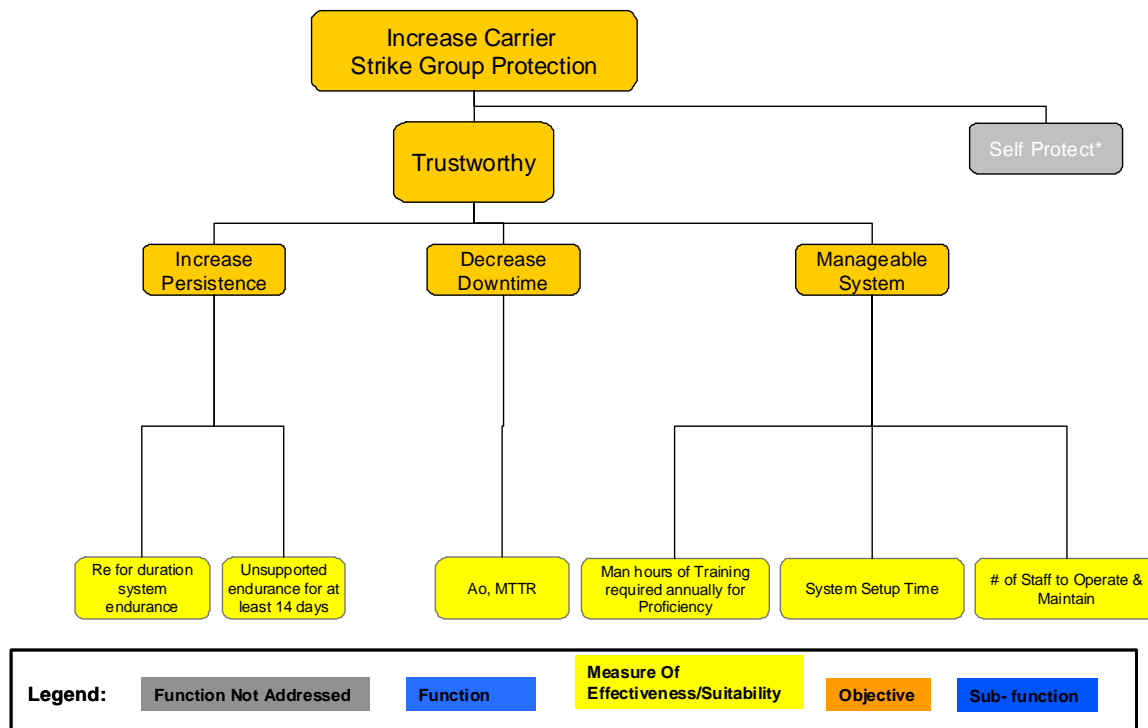 Increase Carrier
Strike Group Protection
Trustworthy
Self Protect*
Increase
Persistence
Decrease
Downtime
Manageable
System
Re for duration
system
endurance
Unsupported
endurance for at
least 14 days
Ao, MTTR
Man hours of Training
required annually for
Proficiency
System Setup Time
# of Staff to Operate &
Maintain
Legend:
Function Not Addressed
Function
Measure Of
Effectiveness/Suitability
Objective
Sub- function